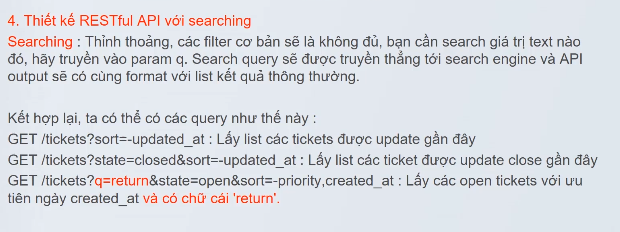 4. Thiết kế RESTful API với searching
Searching : Thỉnh thoảng, các filter cơ bản sẽ là không đủ, bạn cần search giá trị text nào
đó, hãy truyền vào param q. Search query sẽ được truyền thẳng tới search engine và API
output sẽ có cùng format với list kết quả thông thường.
Kết hợp lại, ta có thể có các query như thế này :
GET /tickets?sort=-updated_at : Lấy list các tickets được update gần đây
GET /tickets?state=closed&sort=-updated_at : Lấy list các ticket được update close gần đây
GET /tickets?q=return&state=open&sort=-priority,created_at : Lấy các open tickets với ưu
tiên ngày created_at và có chữ cái 'return'.